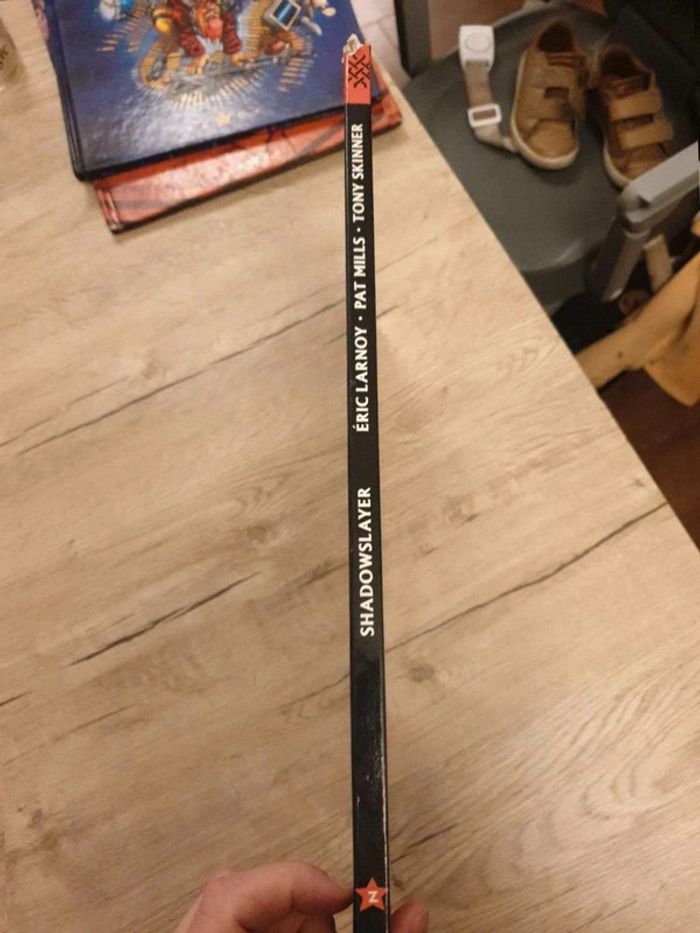 SHADOWSLAYER
ÉRIC LARNOY · PAT MILLS · TONY SKINNER
N